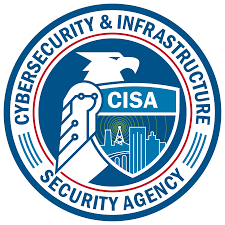 CYBERSECURITY & INFRASTRUCTURE
CISA
SECURITY AGENCY